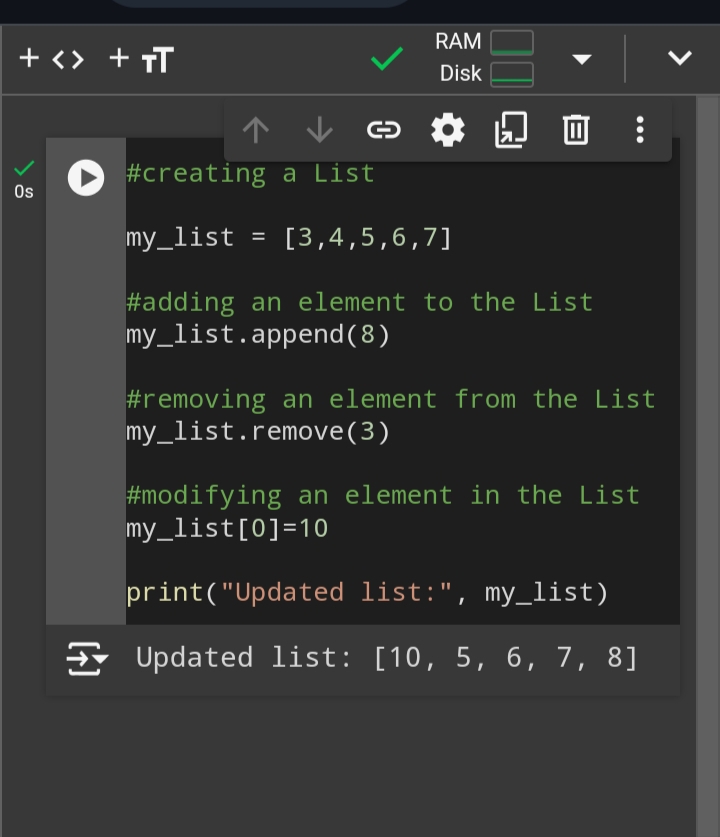 + <> + TT
RAM
Disk
0s
#creating a List
my_list = [3,4,5,6,7]
#adding an element to the List
my_list.append(8)
#removing an element from the List
my_list.remove(3)
#modifying an element in the List
my_list[0]=10
print("Updated list:", my_list)
Updated list: [10, 5, 6, 7, 8]